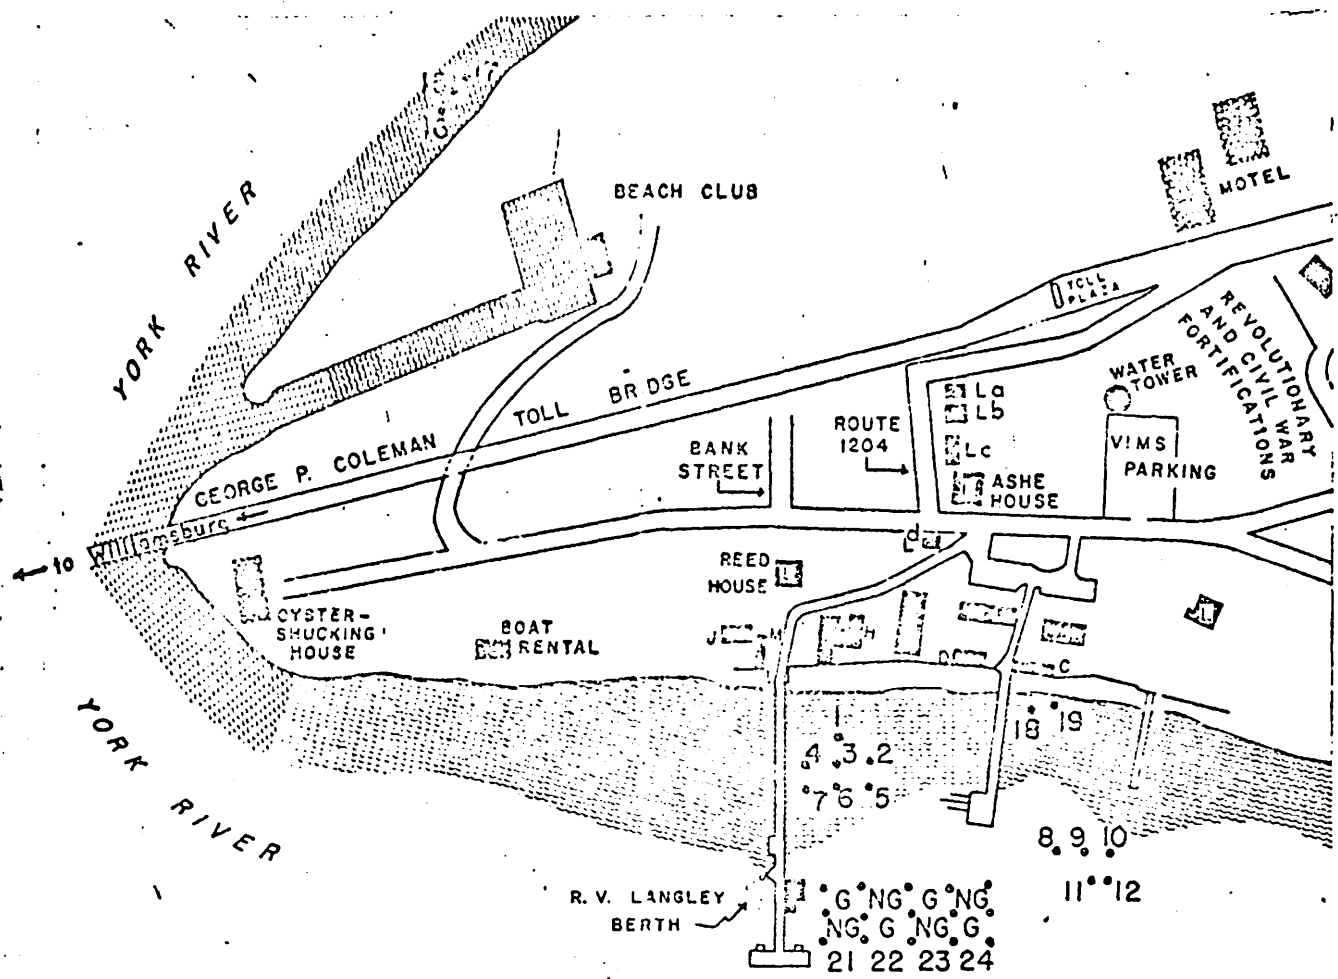 BEACH CLUB
MOTEL
YORK RIVER
TOLL
PLAZA
REVOLUTIONARY
AND CIVIL WAR
FORTIFICATIONS
WATER
TOWER
La
Lb
Lc
GEORGE P. COLEMAN TOLL BRIDGE
ROUTE
1204
BANK
STREET
VIMS
PARKING
ASHE
HOUSE
to Williamsburg
Ld
REED
HOUSE
L
OYSTER-
SHUCKING
HOUSE
BOAT
RENTAL
J
M
H
D
C
YORK RIVER
1
18 19
4 3 2
7 6 5
8 9 10
11 12
R. V. LANGLEY
BERTH
G NG G NG
NG G NG G
21 22 23 24